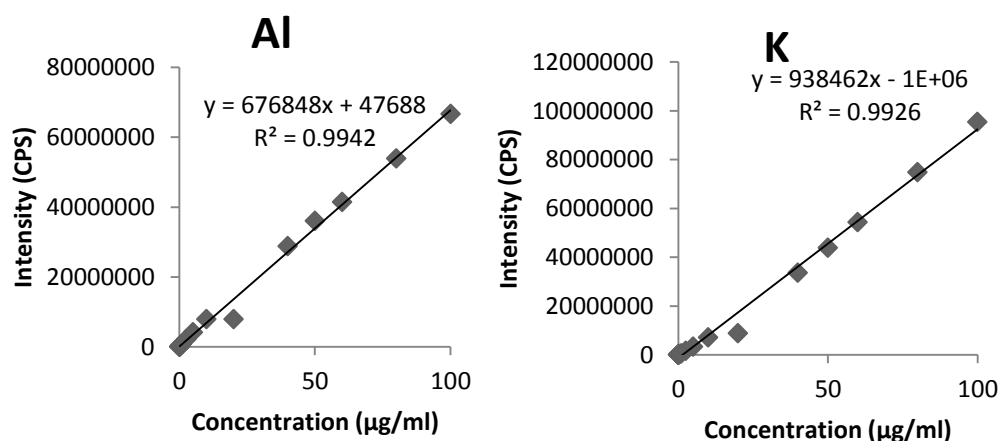 Al
80000000
y = 676848x + 47688
R² = 0.9942
60000000
40000000
20000000
0
0
50
100
Intensity (CPS)
Concentration (µg/ml)
K
120000000
y = 938462x - 1E+06
R² = 0.9926
100000000
80000000
60000000
40000000
20000000
0
0
50
100
Intensity (CPS)
Concentration (µg/ml)